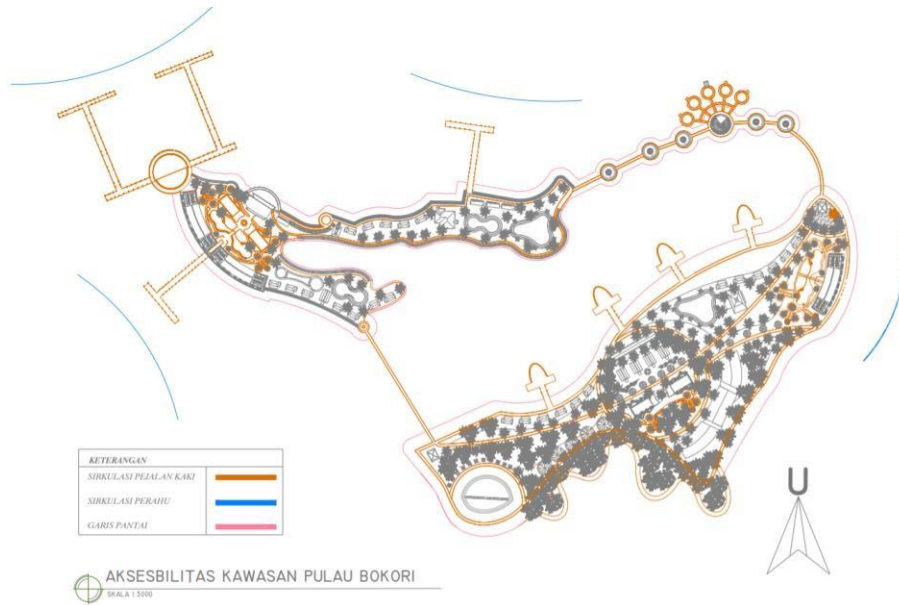 U
KETERANGAN
SIRKULASI PEJALAN KAKI
SIRKULASI PERAHU
GARIS PANTAI
AKSESBILITAS KAWASAN PULAU BOKORI
SKALA 1:5000